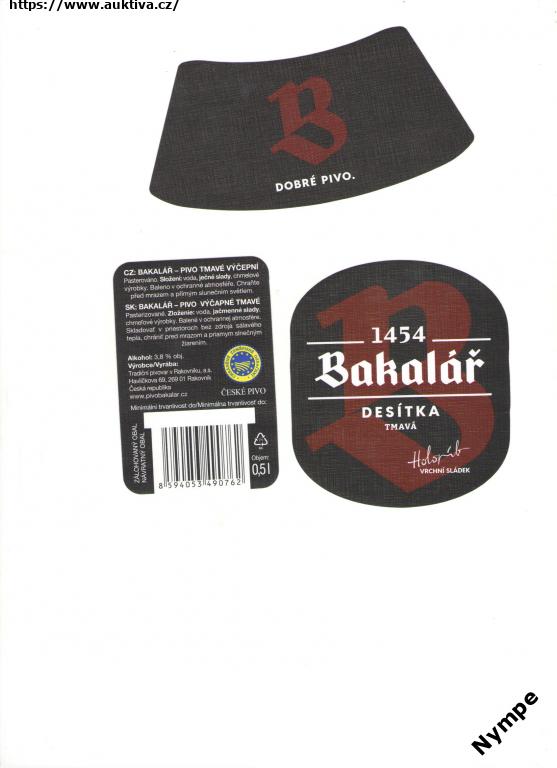 https://www.auktiva.cz/
B
DOBRÉ PIVO.
CZ: BAKALÁŘ – PIVO TMAVÉ VÝČEPNÍ
Pasterováno. Složení: voda, ječné slady, chmelové
výrobky. Baleno v ochranné atmosféře. Chraňte
před mrazem a přímým slunečním světlem.
SK: BAKALÁŘ – PIVO VÝČAPNÉ TMAVÉ
Pasterizované. Zloženie: voda, jačmenné slady,
chmeľové výrobky. Balené v ochrannej atmosfére.
Skladovať v priestoroch bez zdroja sálavého
tepla, chrániť pred mrazom a priamym slnečným
žiarením.
Alkohol: 3,8 % obj.
Výrobce/Vyrába:
Tradiční pivovar v Rakovníku, a.s.
Havlíčkova 69, 269 01 Rakovník
Česká republika
www.pivobakalar.cz
ČESKÉ PIVO
Minimální trvanlivost do/Minimálna trvanlivosť do:
ZÁLOHOVANÝ OBAL
NÁVRATNÝ OBAL
8 594053 490762
Objem:
0,5 l
B
1454
Bakalář
DESÍTKA
TMAVÁ
VRCHNÍ SLÁDEK
Nympe